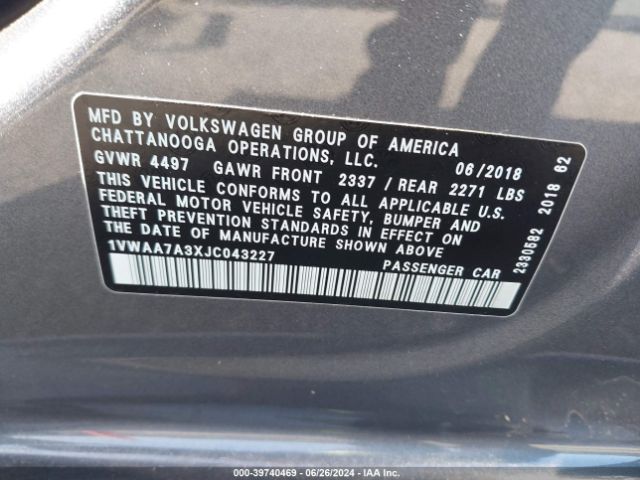 MFD BY VOLKSWAGEN GROUP OF AMERICA
CHATTANOOGA OPERATIONS, LLC.
06/2018
GVWR 4497 GAWR FRONT 2337 / REAR 2271 LBS
THIS VEHICLE CONFORMS TO ALL APPLICABLE U.S.
FEDERAL MOTOR VEHICLE SAFETY, BUMPER AND
THEFT PREVENTION STANDARDS IN EFFECT ON
THE DATE OF MANUFACTURE SHOWN ABOVE
1VWAA7A3XJC043227
PASSENGER CAR
2330582 2018 62
000-39740469 - 06/26/2024 - IAA Inc.